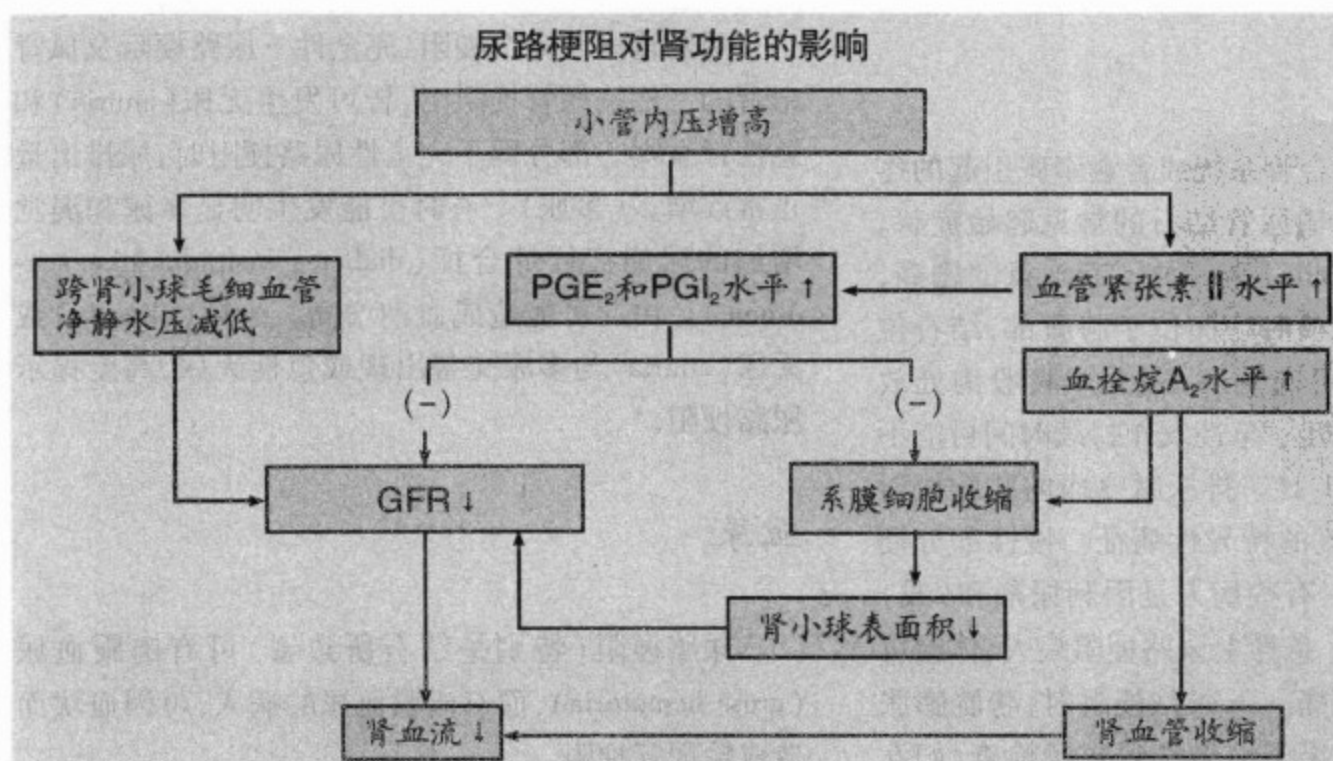 尿路梗阻对肾功能的影响
小管内压增高
跨肾小球毛细血管
净静水压减低
PGE₂和PGI₂水平↑
血管紧张素Ⅱ水平↑
血栓烷A₂水平↑
(−)
(−)
GFR↓
系膜细胞收缩
肾小球表面积↓
肾血流↓
肾血管收缩